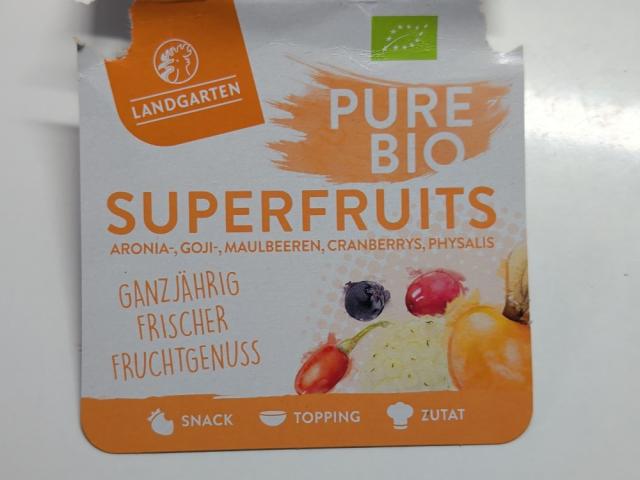 LANDGARTEN
PURE
BIO
SUPERFRUITS
ARONIA-, GOJI-, MAULBEEREN, CRANBERRYS, PHYSALIS
GANZJÄHRIG
FRISCHER
FRUCHTGENUSS
SNACK TOPPING ZUTAT